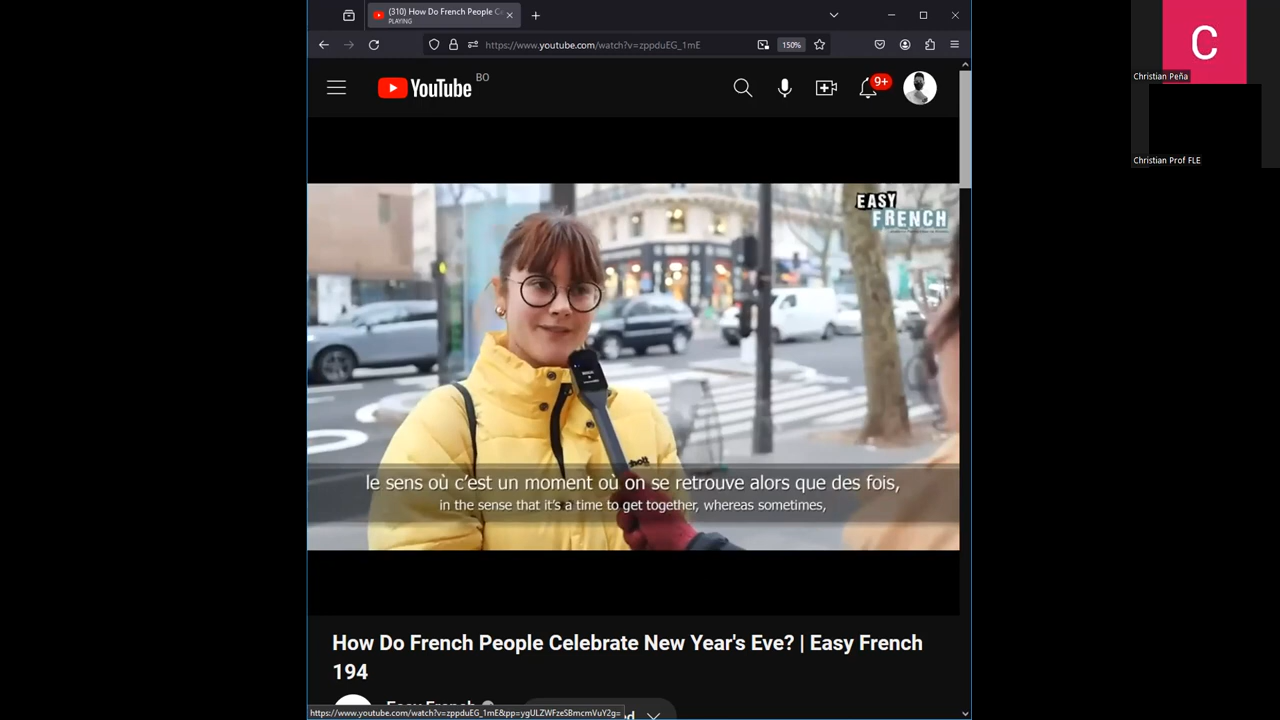 (310) How Do French People Ce
PLAYING
https://www.youtube.com/watch?v=zppduEG_1mE
150%
YouTube
BO
9+
C
Christian Peña
Christian Prof FLE
EASY
FRENCH
le sens où c'est un moment où on se retrouve alors que des fois,
in the sense that it's a time to get together, whereas sometimes,
How Do French People Celebrate New Year's Eve? | Easy French
194
Easy French
https://www.youtube.com/watch?v=zppduEG_1mE&pp=ygULZWFzeSBmcmVuY2g=